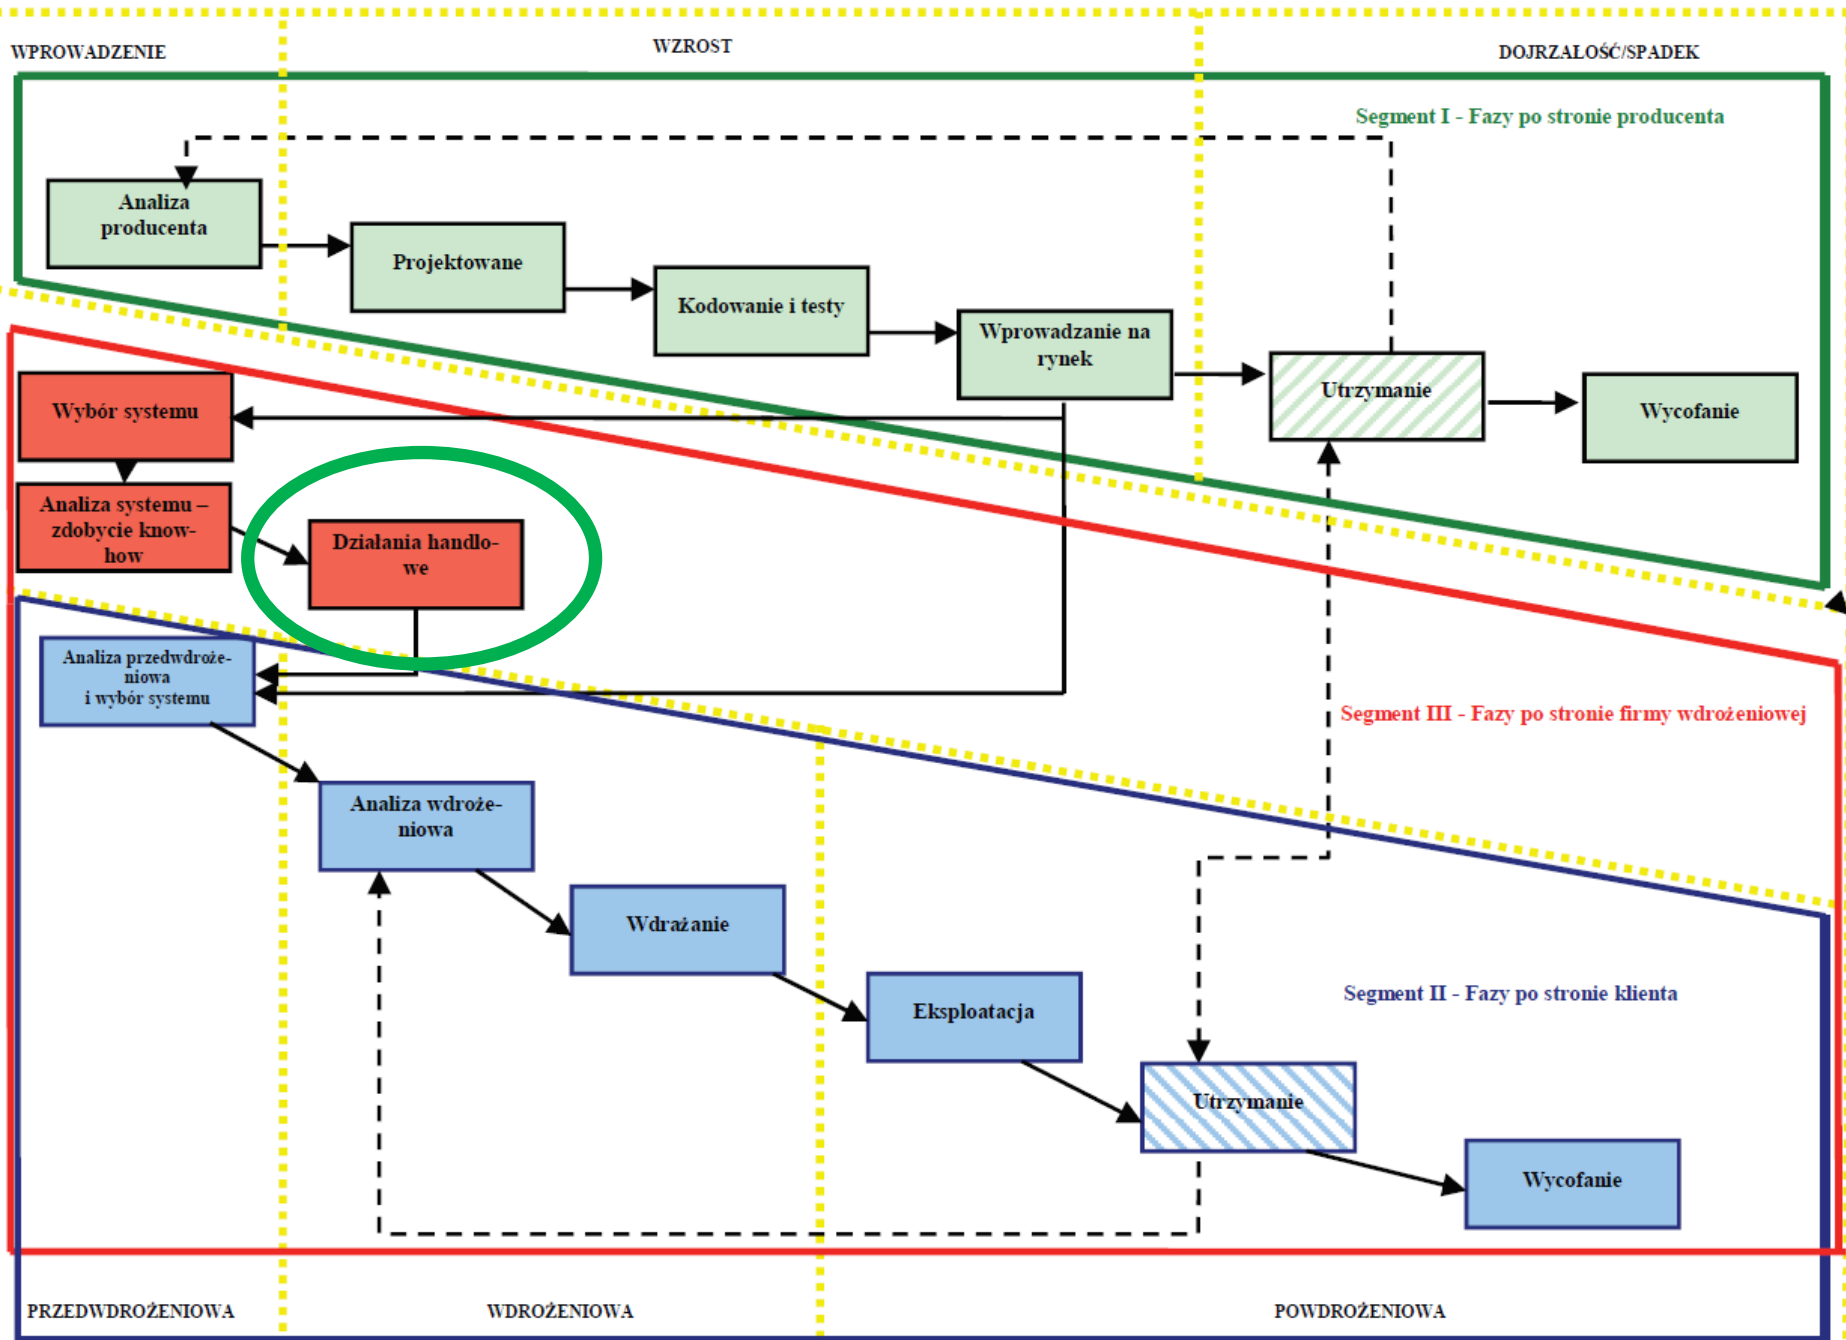 WPROWADZENIE
WZROST
DOJRZAŁOŚĆ/SPADEK
Segment I - Fazy po stronie producenta
Analiza
producenta
Projektowane
Kodowanie i testy
Wprowadzanie na
rynek
Utrzymanie
Wycofanie
Wybór systemu
Analiza systemu –
zdobycie know-
how
Działania handlo-
we
Segment III - Fazy po stronie firmy wdrożeniowej
Analiza przedwdroże-
niowa
i wybór systemu
Analiza wdroże-
niowa
Wdrażanie
Eksploatacja
Segment II - Fazy po stronie klienta
Utrzymanie
Wycofanie
PRZEDWDROŻENIOWA
WDROŻENIOWA
POWDROŻENIOWA